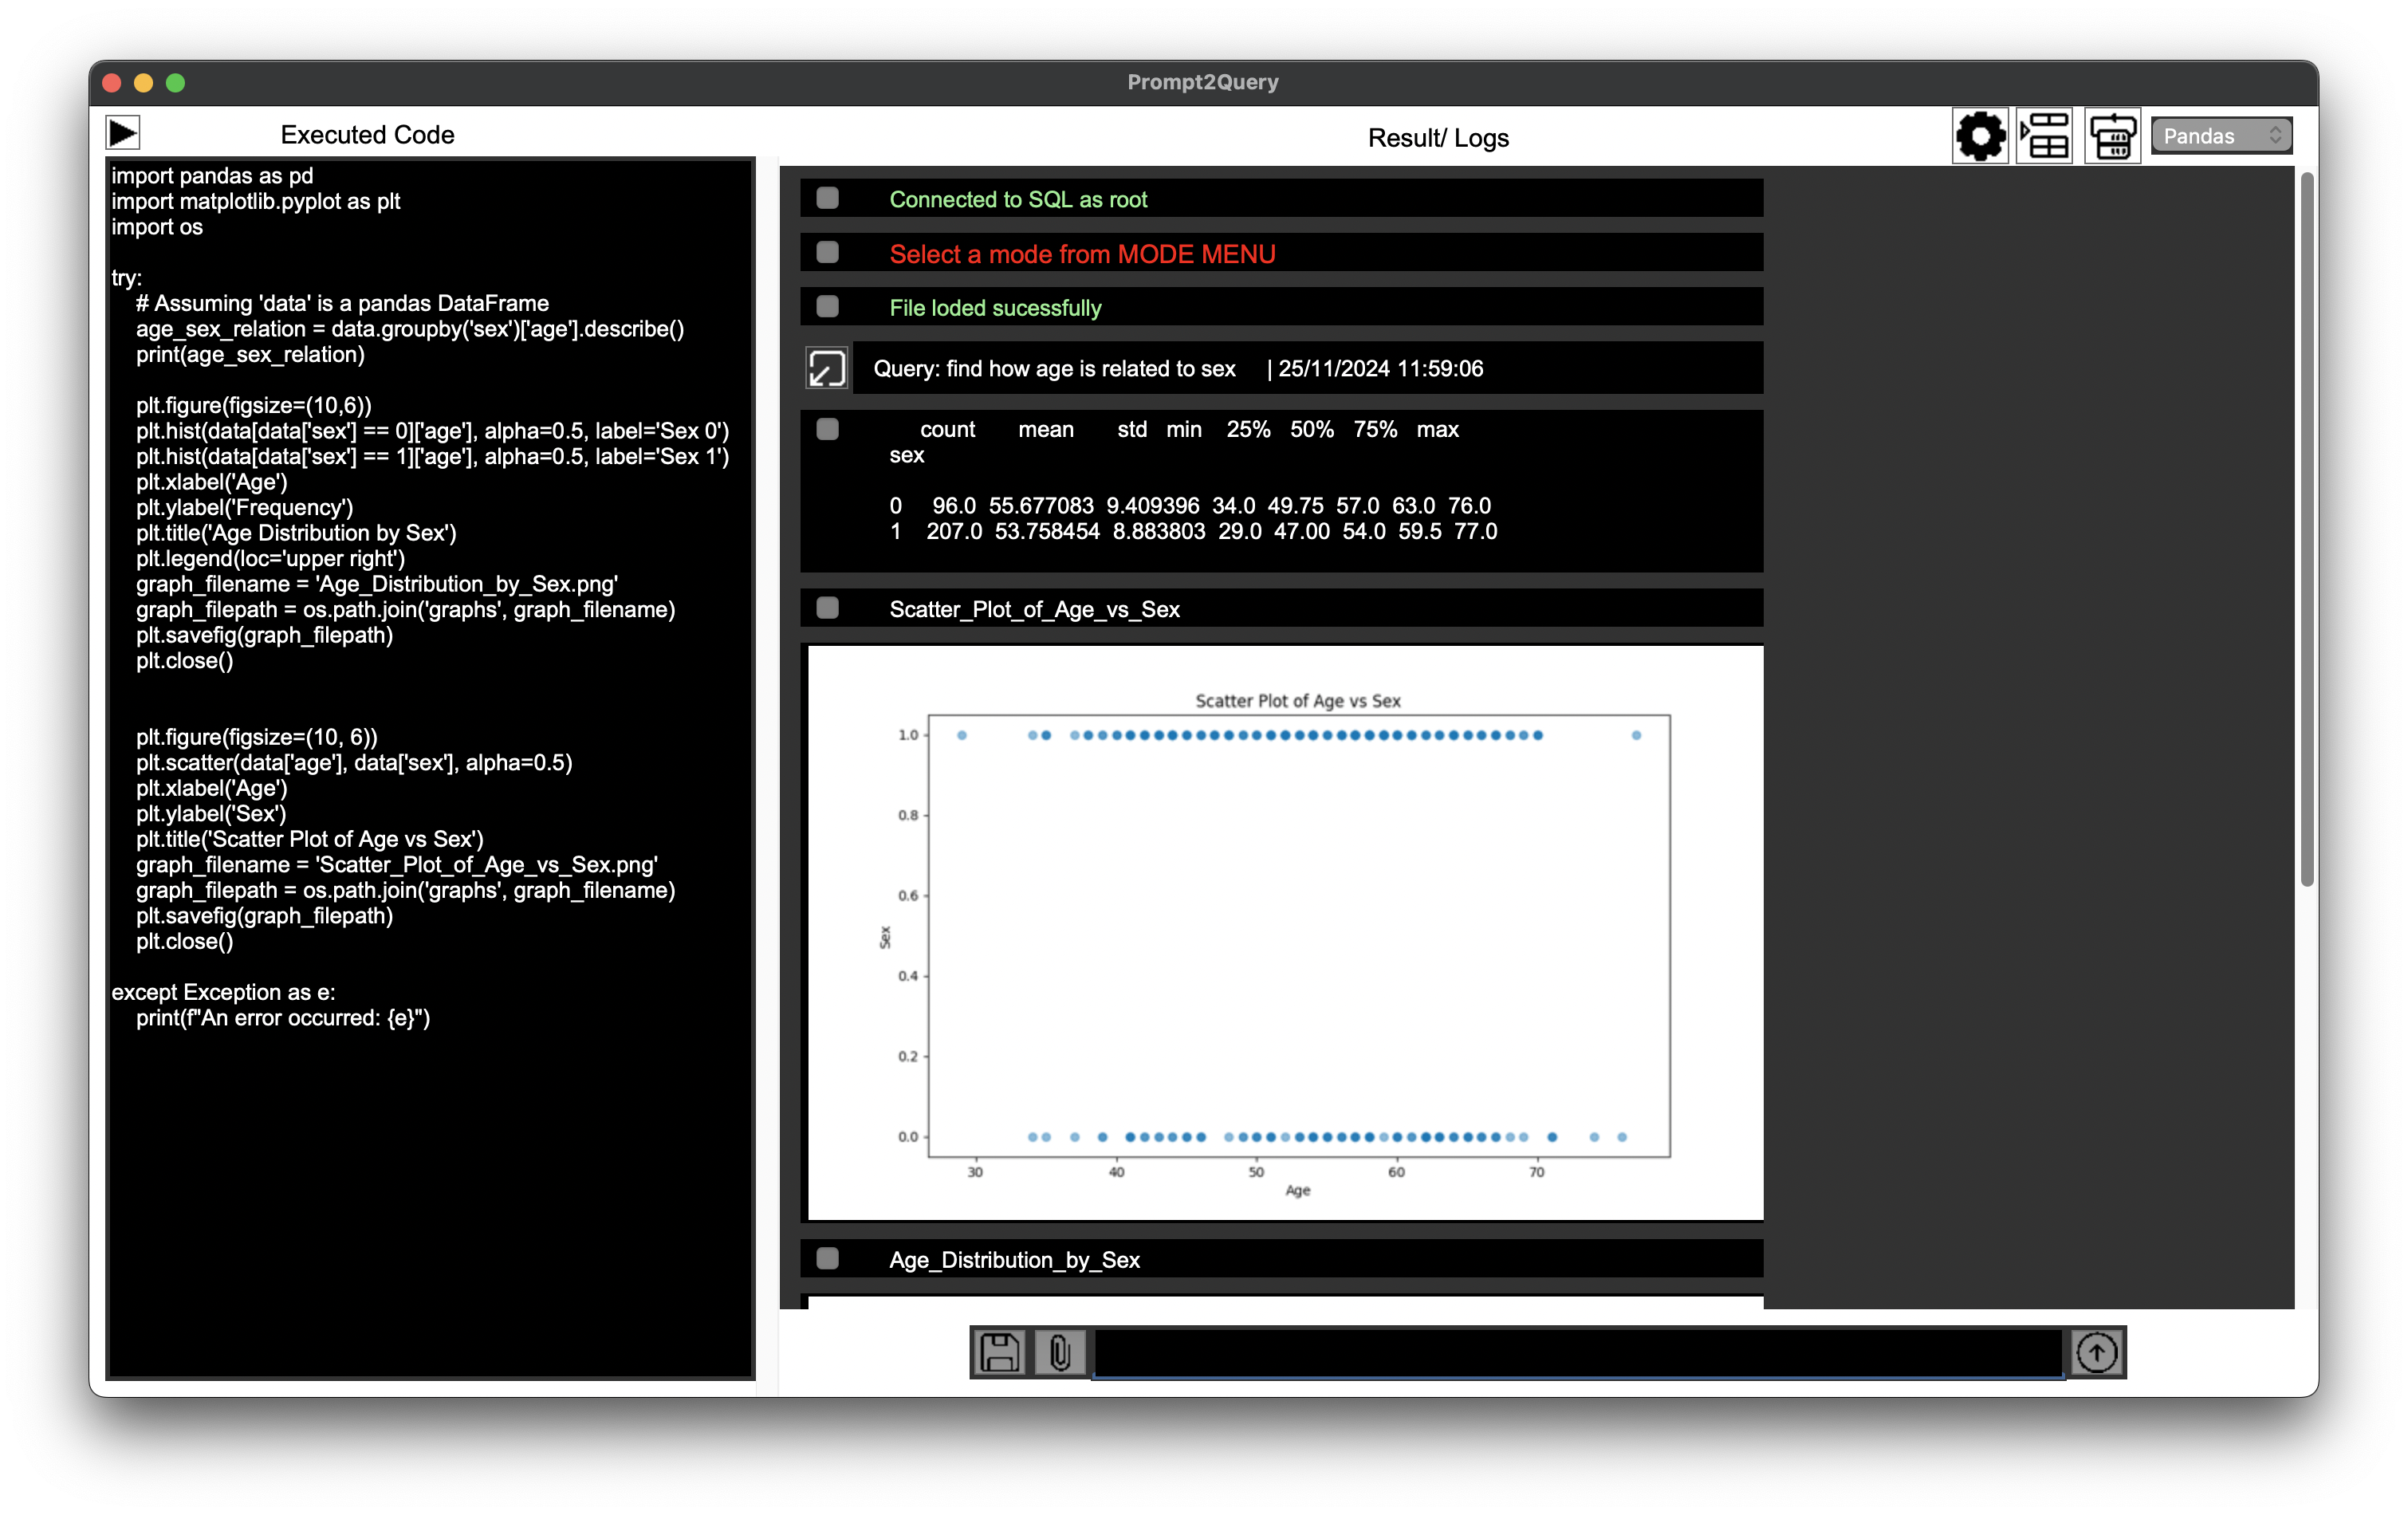 Prompt2Query
Executed Code
Result/ Logs
Pandas
import pandas as pd
import matplotlib.pyplot as plt
import os
try:
# Assuming 'data' is a pandas DataFrame
age_sex_relation = data.groupby('sex')['age'].describe()
print(age_sex_relation)
plt.figure(figsize=(10,6))
plt.hist(data[data['sex'] == 0]['age'], alpha=0.5, label='Sex 0')
plt.hist(data[data['sex'] == 1]['age'], alpha=0.5, label='Sex 1')
plt.xlabel('Age')
plt.ylabel('Frequency')
plt.title('Age Distribution by Sex')
plt.legend(loc='upper right')
graph_filename = 'Age_Distribution_by_Sex.png'
graph_filepath = os.path.join('graphs', graph_filename)
plt.savefig(graph_filepath)
plt.close()
plt.figure(figsize=(10, 6))
plt.scatter(data['age'], data['sex'], alpha=0.5)
plt.xlabel('Age')
plt.ylabel('Sex')
plt.title('Scatter Plot of Age vs Sex')
graph_filename = 'Scatter_Plot_of_Age_vs_Sex.png'
graph_filepath = os.path.join('graphs', graph_filename)
plt.savefig(graph_filepath)
plt.close()
except Exception as e:
print(f"An error occurred: {e}")
Connected to SQL as root
Select a mode from MODE MENU
File loded sucessfully
Query: find how age is related to sex | 25/11/2024 11:59:06
count mean std min 25% 50% 75% max
sex
0 96.0 55.677083 9.409396 34.0 49.75 57.0 63.0 76.0
1 207.0 53.758454 8.883803 29.0 47.00 54.0 59.5 77.0
Scatter_Plot_of_Age_vs_Sex
Scatter Plot of Age vs Sex
1.0
0.8
0.6
Sex
0.4
0.2
0.0
30 40 50 60 70
Age
Age_Distribution_by_Sex